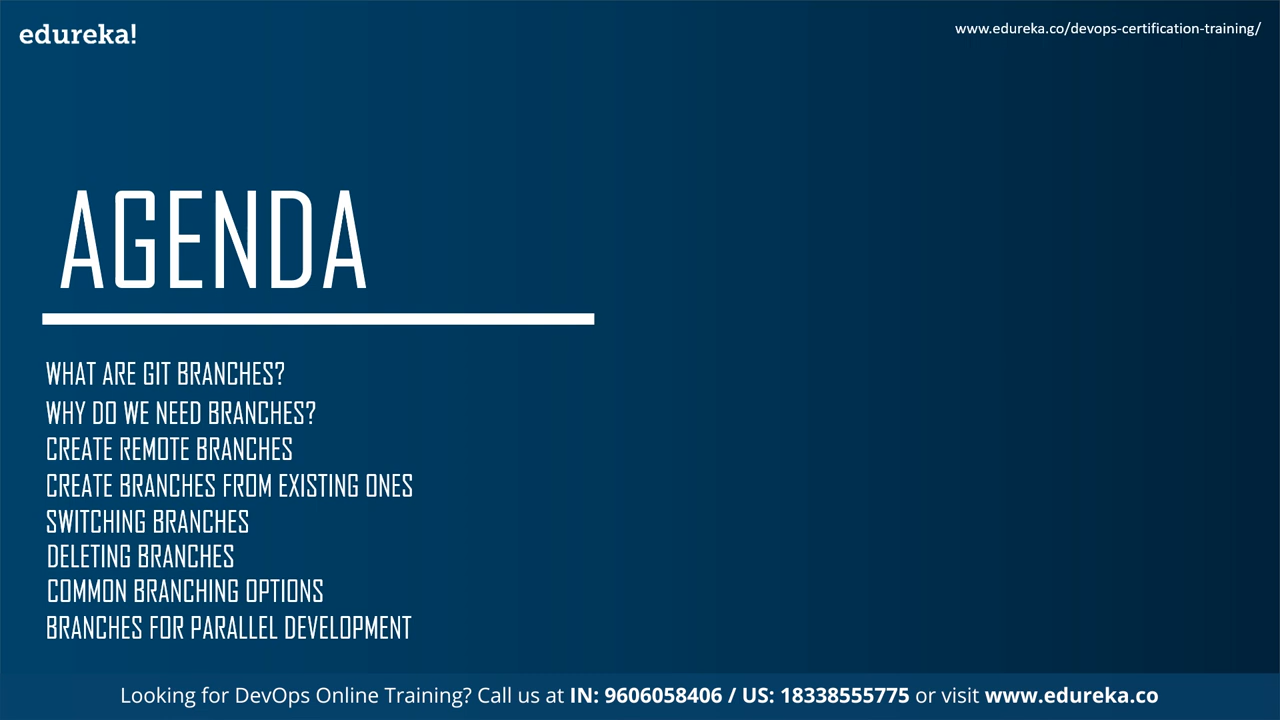 edureka!
www.edureka.co/devops-certification-training/
AGENDA
WHAT ARE GIT BRANCHES?
WHY DO WE NEED BRANCHES?
CREATE REMOTE BRANCHES
CREATE BRANCHES FROM EXISTING ONES
SWITCHING BRANCHES
DELETING BRANCHES
COMMON BRANCHING OPTIONS
BRANCHES FOR PARALLEL DEVELOPMENT
Looking for DevOps Online Training? Call us at IN: 9606058406 / US: 18338555775 or visit www.edureka.co